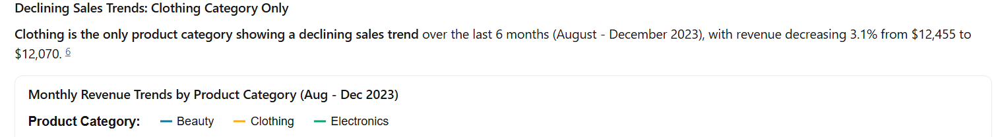 Declining Sales Trends: Clothing Category Only
Clothing is the only product category showing a declining sales trend over the last 6 months (August - December 2023), with revenue decreasing 3.1% from $12,455 to
$12,070. 6
Monthly Revenue Trends by Product Category (Aug - Dec 2023)
Product Category: Beauty Clothing Electronics